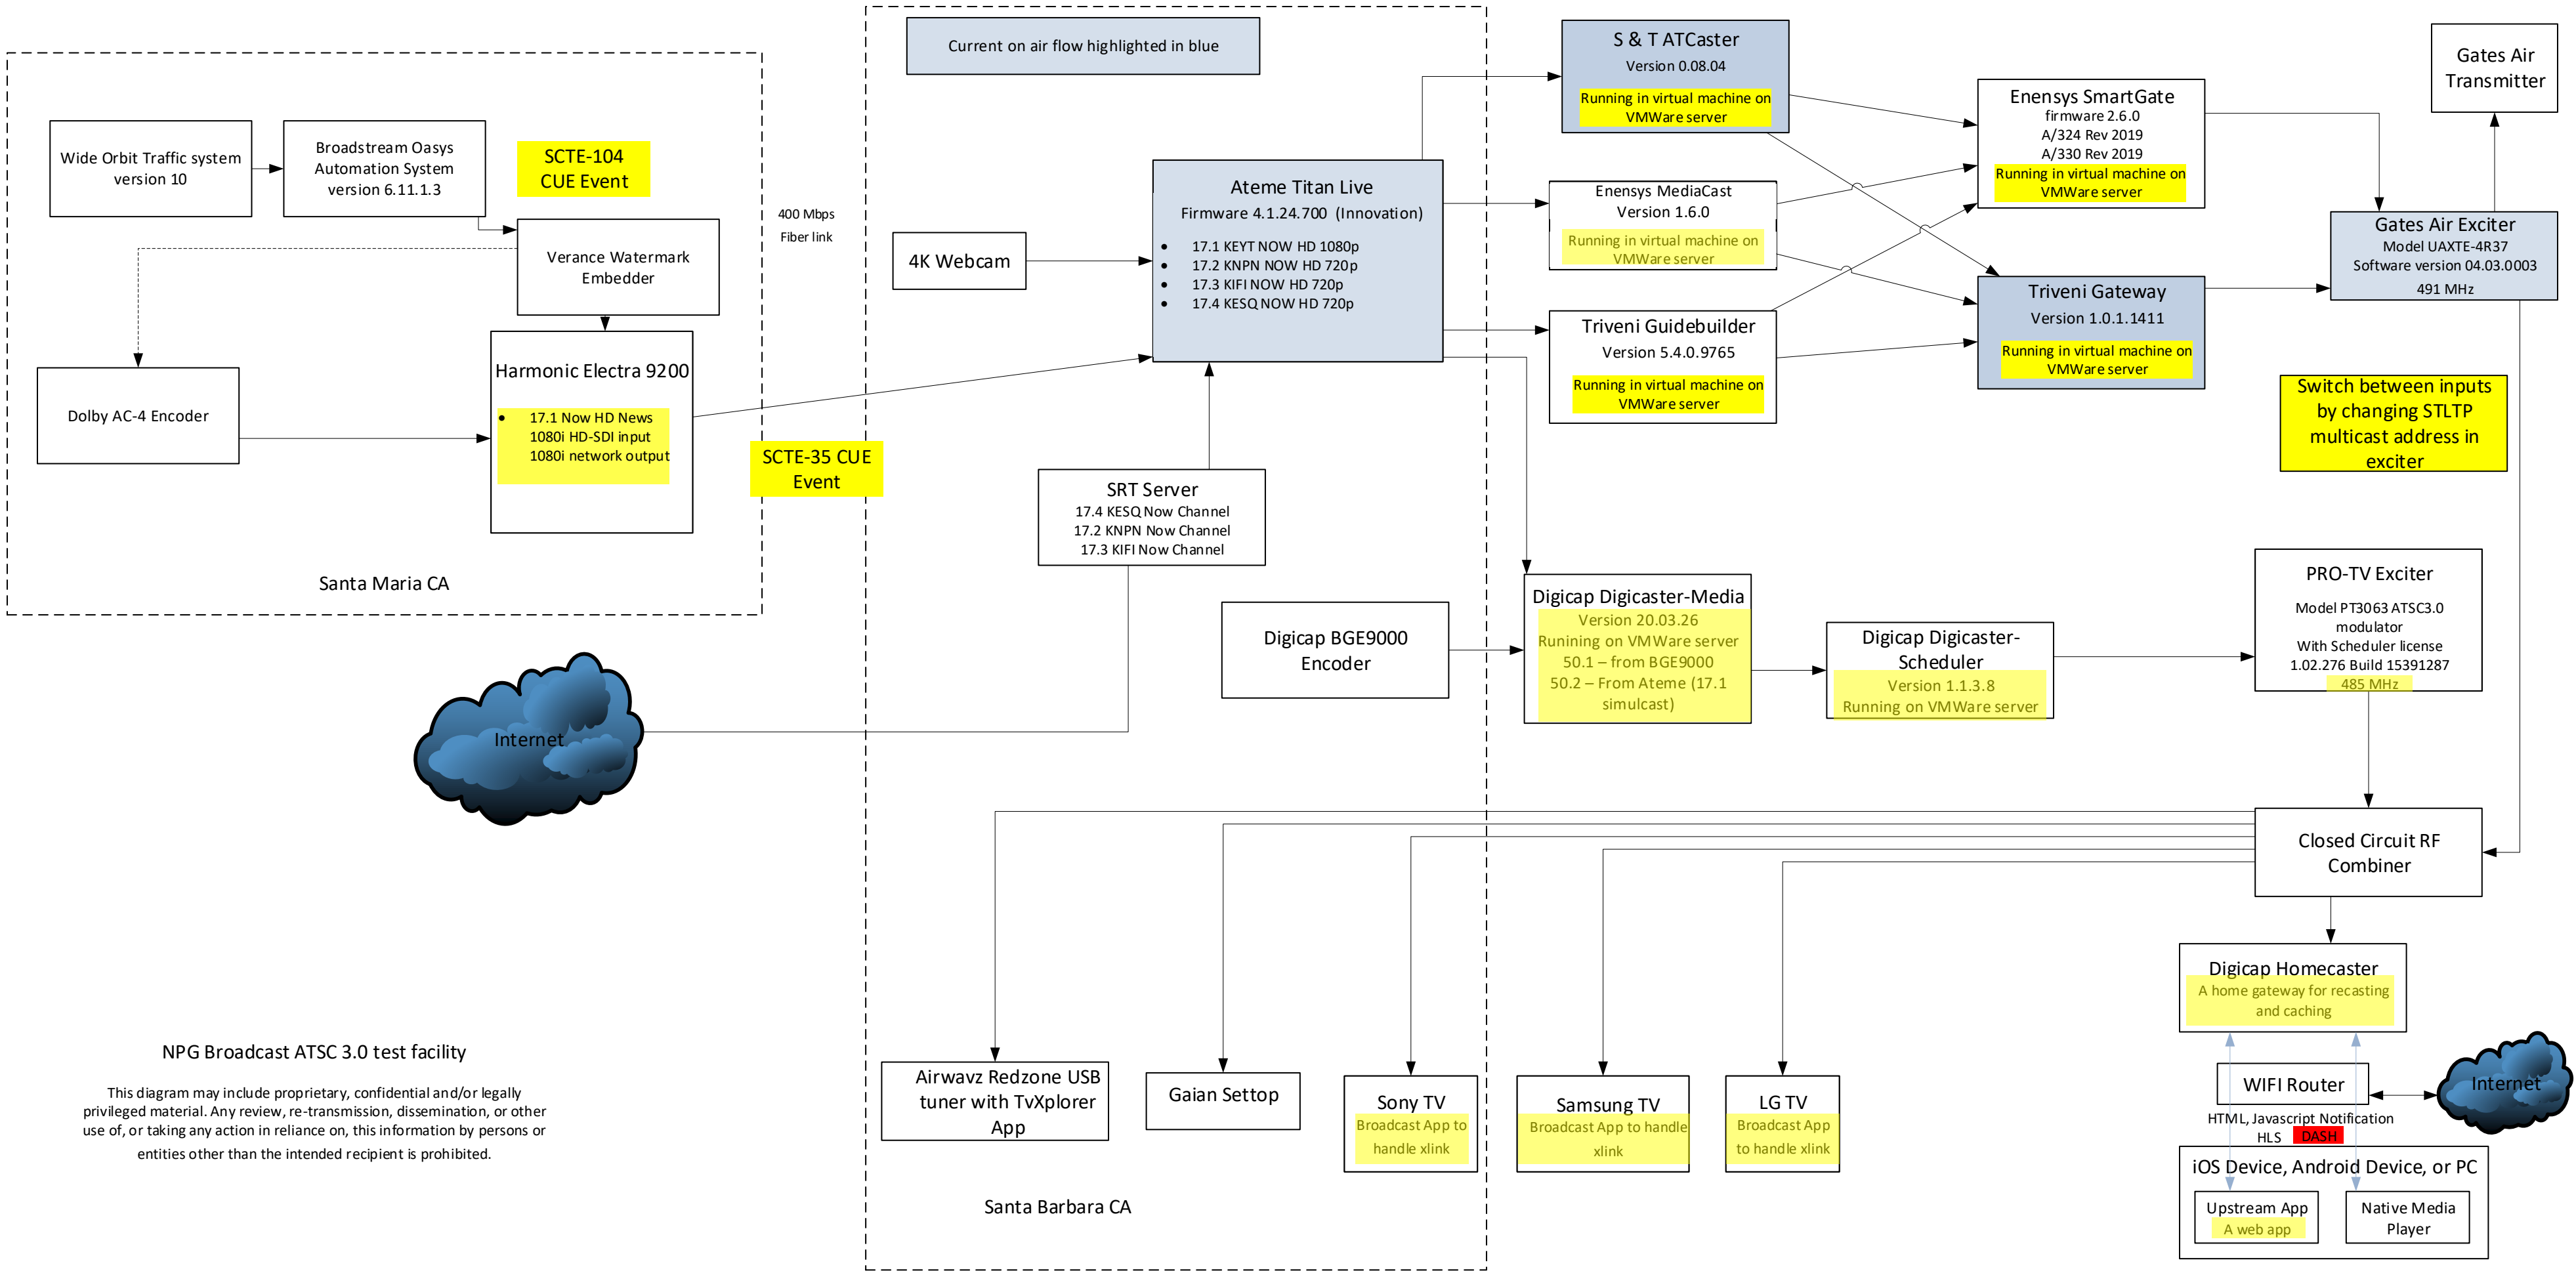 Current on air flow highlighted in blue
Wide Orbit Traffic system
version 10
Broadstream Oasys
Automation System
version 6.11.1.3
SCTE-104
CUE Event
Verance Watermark
Embedder
Dolby AC-4 Encoder
Harmonic Electra 9200
• 17.1 Now HD News
1080i HD-SDI input
1080i network output
Santa Maria CA
400 Mbps
Fiber link
SCTE-35 CUE
Event
4K Webcam
Ateme Titan Live
Firmware 4.1.24.700 (Innovation)
• 17.1 KEYT NOW HD 1080p
• 17.2 KNPN NOW HD 720p
• 17.3 KIFI NOW HD 720p
• 17.4 KESQ NOW HD 720p
SRT Server
17.4 KESQ Now Channel
17.2 KNPN Now Channel
17.3 KIFI Now Channel
Internet
S & T ATCaster
Version 0.08.04
Running in virtual machine on
VMWare server
Enensys MediaCast
Version 1.6.0
Running in virtual machine on
VMWare server
Triveni Guidebuilder
Version 5.4.0.9765
Running in virtual machine on
VMWare server
Enensys SmartGate
firmware 2.6.0
A/324 Rev 2019
A/330 Rev 2019
Running in virtual machine on
VMWare server
Triveni Gateway
Version 1.0.1.1411
Running in virtual machine on
VMWare server
Gates Air
Transmitter
Gates Air Exciter
Model UAXTE-4R37
Software version 04.03.0003
491 MHz
Switch between inputs
by changing STLTP
multicast address in
exciter
Digicap BGE9000
Encoder
Digicap Digicaster-Media
Version 20.03.26
Runining on VMWare server
50.1 – from BGE9000
50.2 – From Ateme (17.1
simulcast)
Digicap Digicaster-
Scheduler
Version 1.1.3.8
Running on VMWare server
PRO-TV Exciter
Model PT3063 ATSC3.0
modulator
With Scheduler license
1.02.276 Build 15391287
485 MHz
Closed Circuit RF
Combiner
Digicap Homecaster
A home gateway for recasting
and caching
WIFI Router
Internet
HTML, Javascript Notification
HLS DASH
iOS Device, Android Device, or PC
Upstream App
A web app
Native Media
Player
Airwavz Redzone USB
tuner with TvXplorer
App
Gaian Settop
Sony TV
Broadcast App to
handle xlink
Samsung TV
Broadcast App to handle
xlink
LG TV
Broadcast App
to handle xlink
Santa Barbara CA
NPG Broadcast ATSC 3.0 test facility
This diagram may include proprietary, confidential and/or legally
privileged material. Any review, re-transmission, dissemination, or other
use of, or taking any action in reliance on, this information by persons or
entities other than the intended recipient is prohibited.